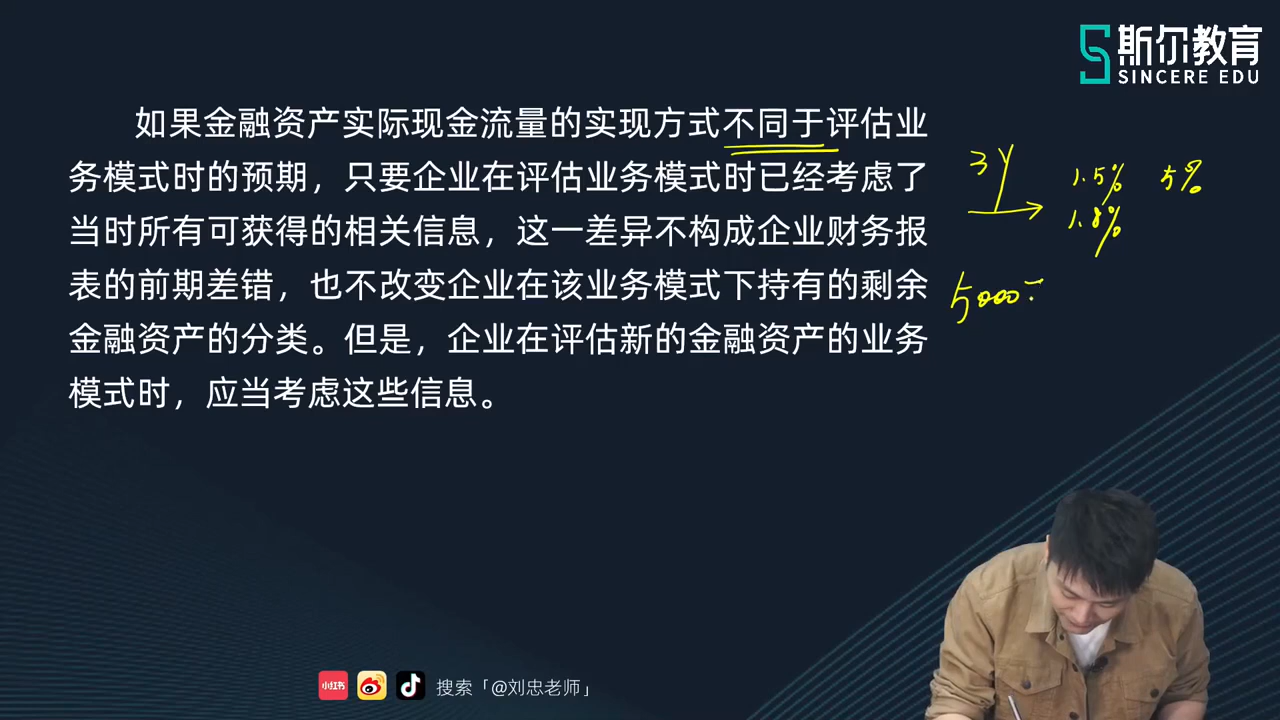 斯尔教育
SINCERE EDU
如果金融资产实际现金流量的实现方式不同于评估业
务模式时的预期，只要企业在评估业务模式时已经考虑了
当时所有可获得的相关信息，这一差异不构成企业财务报
表的前期差错，也不改变企业在该业务模式下持有的剩余
金融资产的分类。但是，企业在评估新的金融资产的业务
模式时，应当考虑这些信息。
3Y
1.5% 5%
1.8%
5000
小红书
搜索「@刘忠老师」